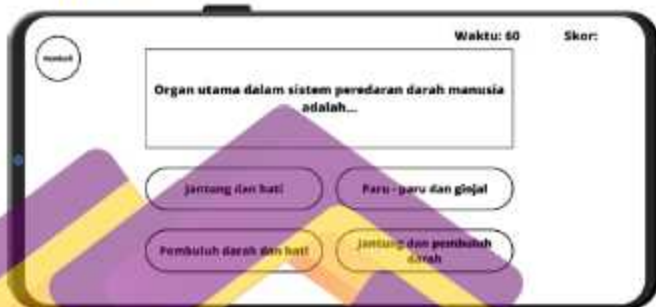 Waktu: 60 Skor:
Organ utama dalam sistem peredaran darah manusia
adalah...
Jantung dan hati
Paru - paru dan ginjal
Pembuluh darah dan hati
Jantung dan pembuluh
darah